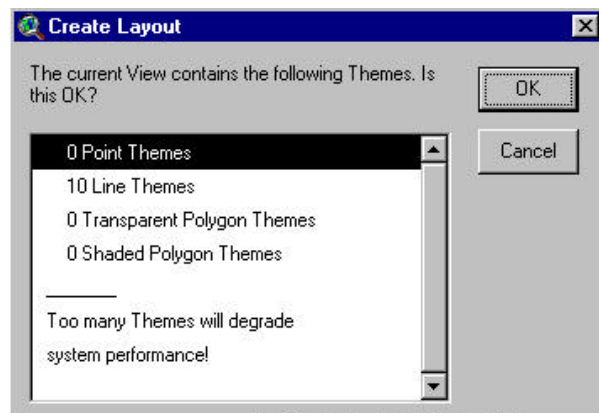 Create Layout
The current View contains the following Themes. Is
this OK?
OK
Cancel
0 Point Themes
10 Line Themes
0 Transparent Polygon Themes
0 Shaded Polygon Themes
Too many Themes will degrade
system performance!